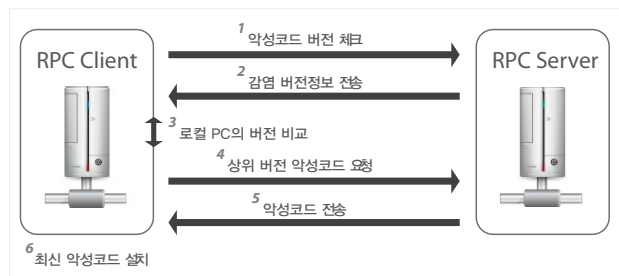 1 악성코드 버전 체크
RPC Client
RPC Server
2 감염 버전정보 전송
3 로컬 PC의 버전 비교
4 상위 버전 악성코드 요청
5 악성코드 전송
6 최신 악성코드 설치